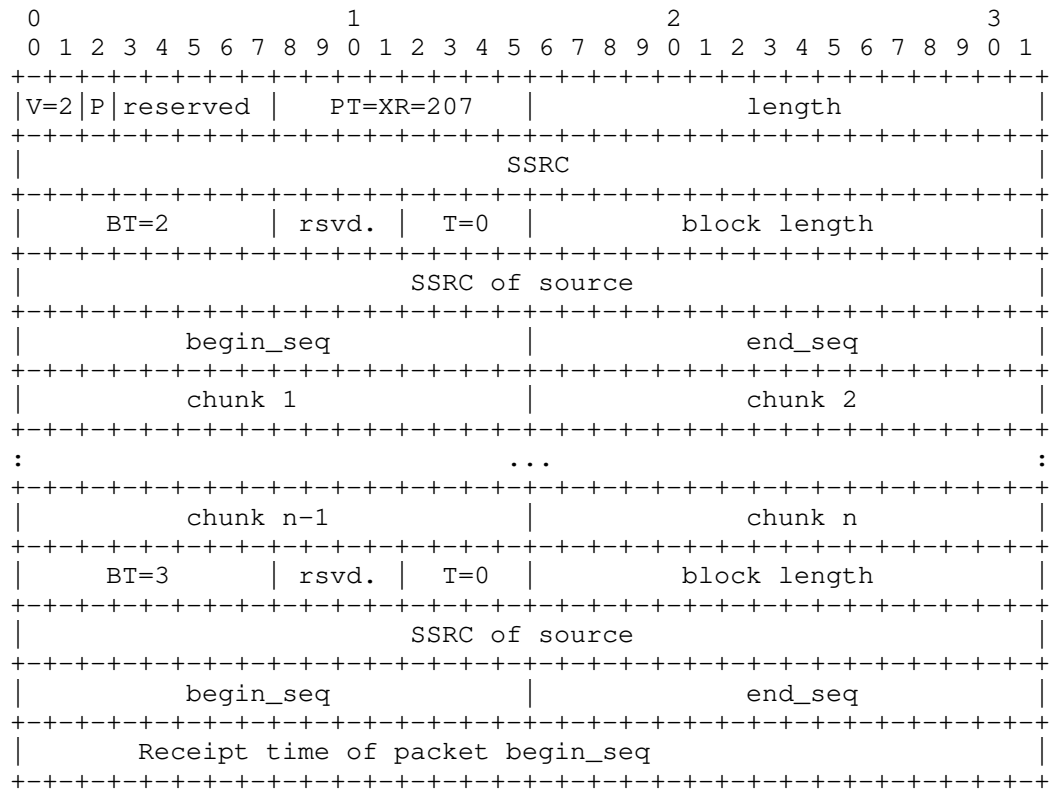 0                   1                   2                   3
 0 1 2 3 4 5 6 7 8 9 0 1 2 3 4 5 6 7 8 9 0 1 2 3 4 5 6 7 8 9 0 1
+-+-+-+-+-+-+-+-+-+-+-+-+-+-+-+-+-+-+-+-+-+-+-+-+-+-+-+-+-+-+-+-+
|V=2|P|reserved |   PT=XR=207   |             length            |
+-+-+-+-+-+-+-+-+-+-+-+-+-+-+-+-+-+-+-+-+-+-+-+-+-+-+-+-+-+-+-+-+
|                              SSRC                             |
+-+-+-+-+-+-+-+-+-+-+-+-+-+-+-+-+-+-+-+-+-+-+-+-+-+-+-+-+-+-+-+-+
|     BT=2      | rsvd. |  T=0  |         block length          |
+-+-+-+-+-+-+-+-+-+-+-+-+-+-+-+-+-+-+-+-+-+-+-+-+-+-+-+-+-+-+-+-+
|                        SSRC of source                         |
+-+-+-+-+-+-+-+-+-+-+-+-+-+-+-+-+-+-+-+-+-+-+-+-+-+-+-+-+-+-+-+-+
|          begin_seq            |             end_seq           |
+-+-+-+-+-+-+-+-+-+-+-+-+-+-+-+-+-+-+-+-+-+-+-+-+-+-+-+-+-+-+-+-+
|          chunk 1              |             chunk 2           |
+-+-+-+-+-+-+-+-+-+-+-+-+-+-+-+-+-+-+-+-+-+-+-+-+-+-+-+-+-+-+-+-+
:                              ...                              :
+-+-+-+-+-+-+-+-+-+-+-+-+-+-+-+-+-+-+-+-+-+-+-+-+-+-+-+-+-+-+-+-+
|          chunk n-1            |             chunk n           |
+-+-+-+-+-+-+-+-+-+-+-+-+-+-+-+-+-+-+-+-+-+-+-+-+-+-+-+-+-+-+-+-+
|     BT=3      | rsvd. |  T=0  |         block length          |
+-+-+-+-+-+-+-+-+-+-+-+-+-+-+-+-+-+-+-+-+-+-+-+-+-+-+-+-+-+-+-+-+
|                        SSRC of source                         |
+-+-+-+-+-+-+-+-+-+-+-+-+-+-+-+-+-+-+-+-+-+-+-+-+-+-+-+-+-+-+-+-+
|          begin_seq            |             end_seq           |
+-+-+-+-+-+-+-+-+-+-+-+-+-+-+-+-+-+-+-+-+-+-+-+-+-+-+-+-+-+-+-+-+
|       Receipt time of packet begin_seq                        |
+-+-+-+-+-+-+-+-+-+-+-+-+-+-+-+-+-+-+-+-+-+-+-+-+-+-+-+-+-+-+-+-+